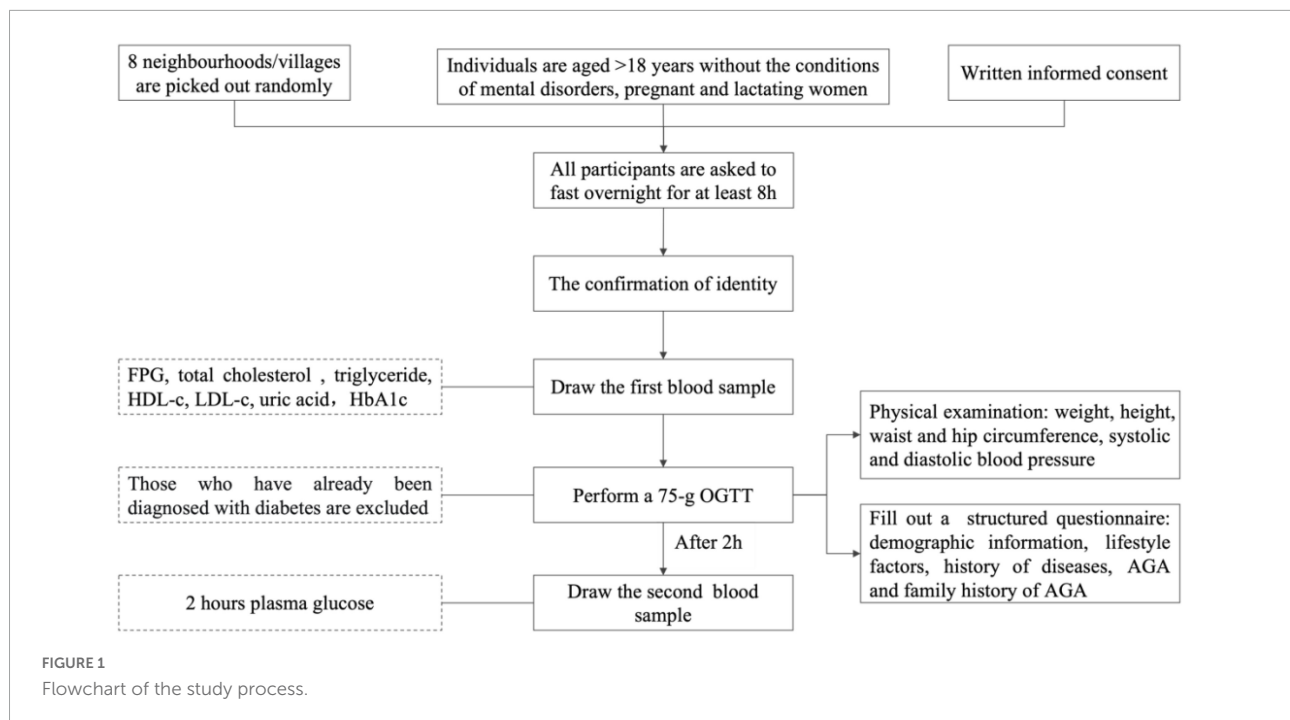 8 neighbourhoods/villages
are picked out randomly
Individuals are aged >18 years without the conditions
of mental disorders, pregnant and lactating women
Written informed consent
All participants are asked to
fast overnight for at least 8h
The confirmation of identity
FPG, total cholesterol , triglyceride,
HDL-c, LDL-c, uric acid，HbA1c
Draw the first blood sample
Physical examination: weight, height,
waist and hip circumference, systolic
and diastolic blood pressure
Those who have already been
diagnosed with diabetes are excluded
Perform a 75-g OGTT
Fill out a structured questionnaire:
demographic information, lifestyle
factors, history of diseases, AGA
and family history of AGA
After 2h
2 hours plasma glucose
Draw the second blood
sample
FIGURE 1
Flowchart of the study process.